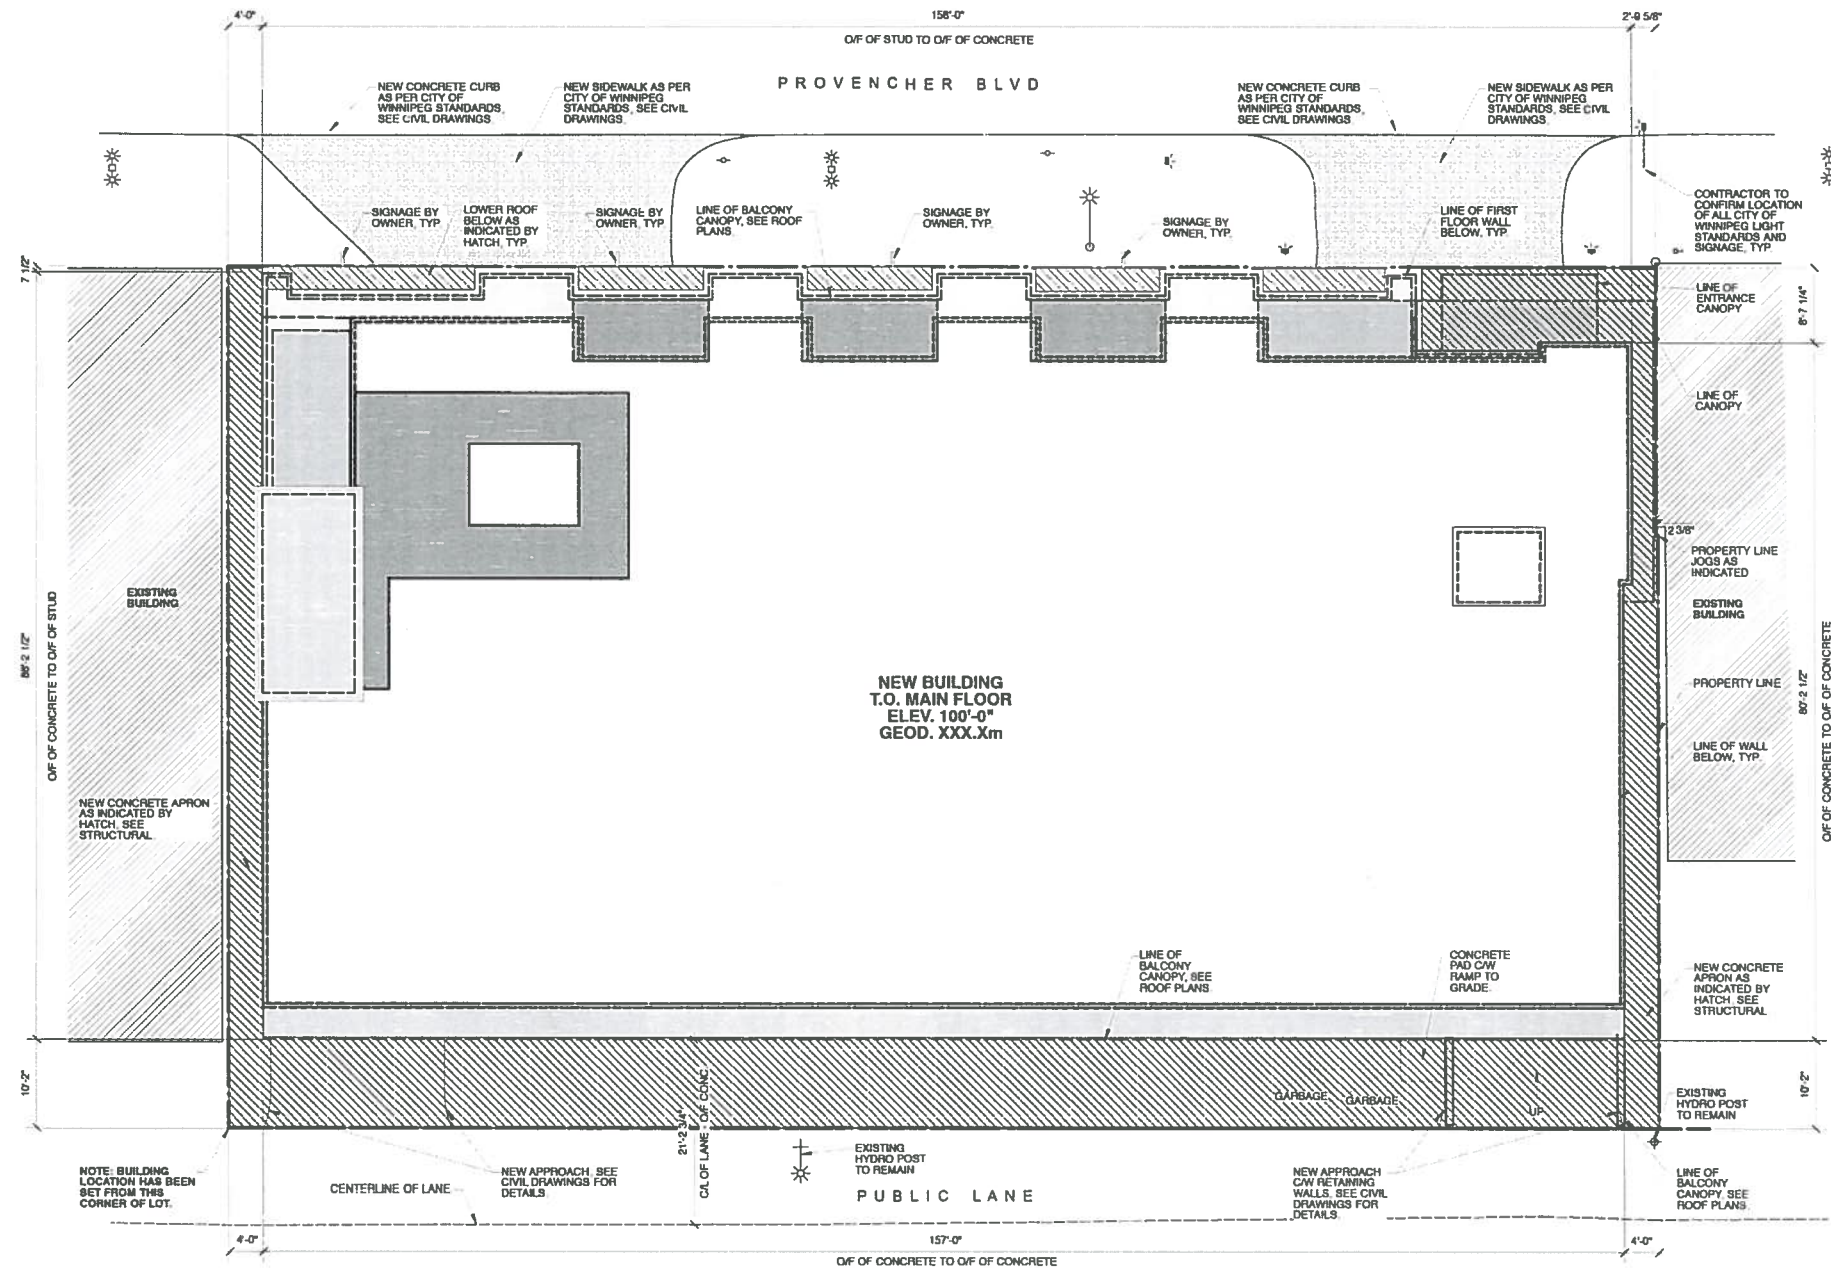 4'-0"
158'-0"
2'-9 5/8"
O/F OF STUD TO O/F OF CONCRETE
PROVENCHER BLVD
NEW CONCRETE CURB
AS PER CITY OF
WINNIPEG STANDARDS,
SEE CIVIL DRAWINGS.
NEW SIDEWALK AS PER
CITY OF WINNIPEG
STANDARDS, SEE CIVIL
DRAWINGS.
NEW CONCRETE CURB
AS PER CITY OF
WINNIPEG STANDARDS,
SEE CIVIL DRAWINGS.
NEW SIDEWALK AS PER
CITY OF WINNIPEG
STANDARDS, SEE CIVIL
DRAWINGS.
CONTRACTOR TO
CONFIRM LOCATION
OF ALL CITY OF
WINNIPEG LIGHT
STANDARDS AND
SIGNAGE, TYP
SIGNAGE BY
OWNER, TYP
LOWER ROOF
BELOW AS
INDICATED BY
HATCH, TYP.
SIGNAGE BY
OWNER, TYP
LINE OF BALCONY
CANOPY, SEE ROOF
PLANS.
SIGNAGE BY
OWNER, TYP
SIGNAGE BY
OWNER, TYP.
LINE OF FIRST
FLOOR WALL
BELOW, TYP.
7 1/2"
LINE OF
ENTRANCE
CANOPY
8'-7 1/4"
LINE OF
CANOPY
2 3/8"
PROPERTY LINE
JOGS AS
INDICATED
EXISTING
BUILDING
EXISTING
BUILDING
O/F OF CONCRETE TO O/F OF STUD
O/F OF CONCRETE TO O/F OF CONCRETE
80'-2 1/2"
NEW BUILDING
T.O. MAIN FLOOR
ELEV. 100'-0"
GEOD. XXX.Xm
PROPERTY LINE
LINE OF WALL
BELOW, TYP
NEW CONCRETE APRON
AS INDICATED BY
HATCH, SEE
STRUCTURAL
LINE OF
BALCONY
CANOPY, SEE
ROOF PLANS
CONCRETE
PAD C/W
RAMP TO
GRADE.
NEW CONCRETE
APRON AS
INDICATED BY
HATCH. SEE
STRUCTURAL
10'-2"
GARBAGE
GARBAGE
UP
EXISTING
HYDRO POST
TO REMAIN
10'-2"
21'-2 3/4"
C/L OF LANE - O/F CONC.
NOTE: BUILDING
LOCATION HAS BEEN
SET FROM THIS
CORNER OF LOT.
CENTERLINE OF LANE
NEW APPROACH. SEE
CIVIL DRAWINGS FOR
DETAILS.
EXISTING
HYDRO POST
TO REMAIN
PUBLIC LANE
NEW APPROACH
C/W RETAINING
WALLS. SEE CIVIL
DRAWINGS FOR
DETAILS.
LINE OF
BALCONY
CANOPY, SEE
ROOF PLANS
4'-0"
157'-0"
4'-0"
O/F OF CONCRETE TO O/F OF CONCRETE